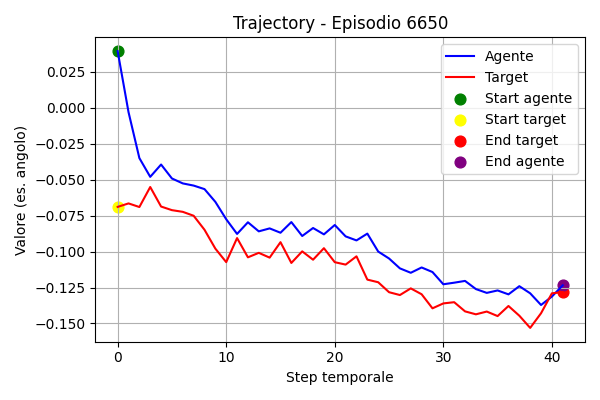 Trajectory - Episodio 6650
Agente
Target
Start agente
Start target
End target
End agente
Valore (es. angolo)
0.025
0.000
−0.025
−0.050
−0.075
−0.100
−0.125
−0.150
0 10 20 30 40
Step temporale